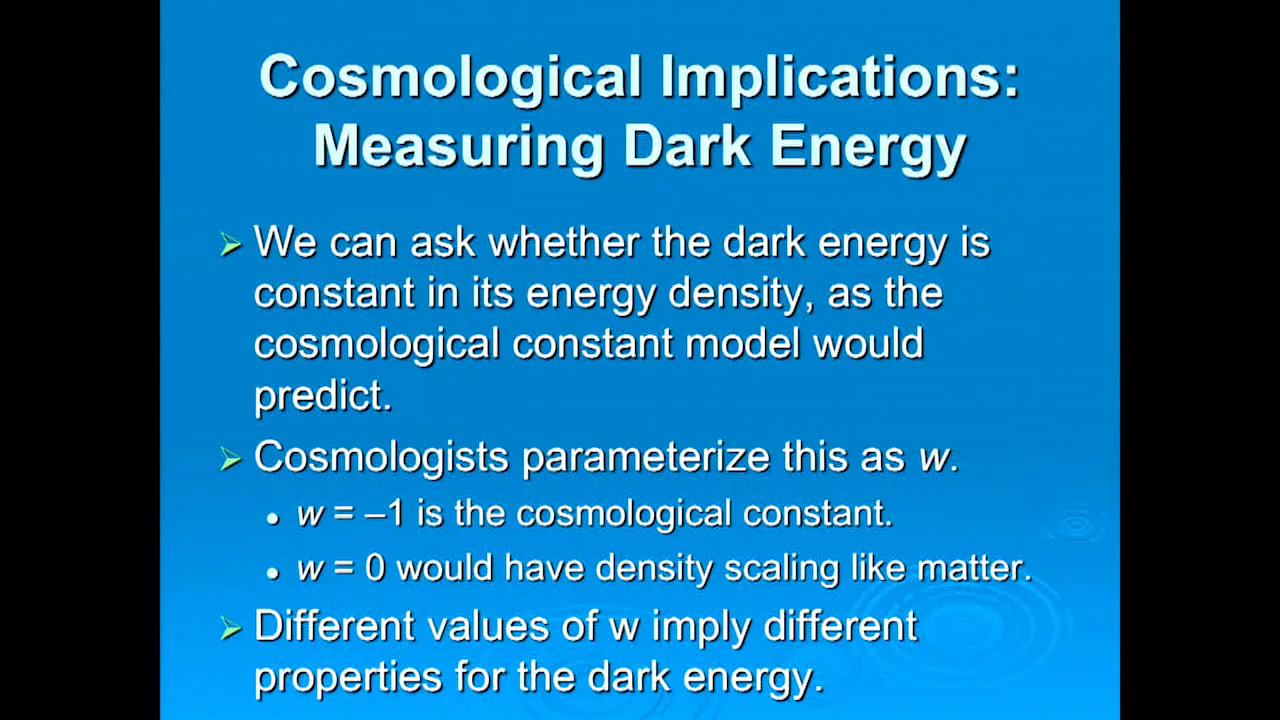 Cosmological Implications:
Measuring Dark Energy
We can ask whether the dark energy is
constant in its energy density, as the
cosmological constant model would
predict.
Cosmologists parameterize this as w.
w = –1 is the cosmological constant.
w = 0 would have density scaling like matter.
Different values of w imply different
properties for the dark energy.